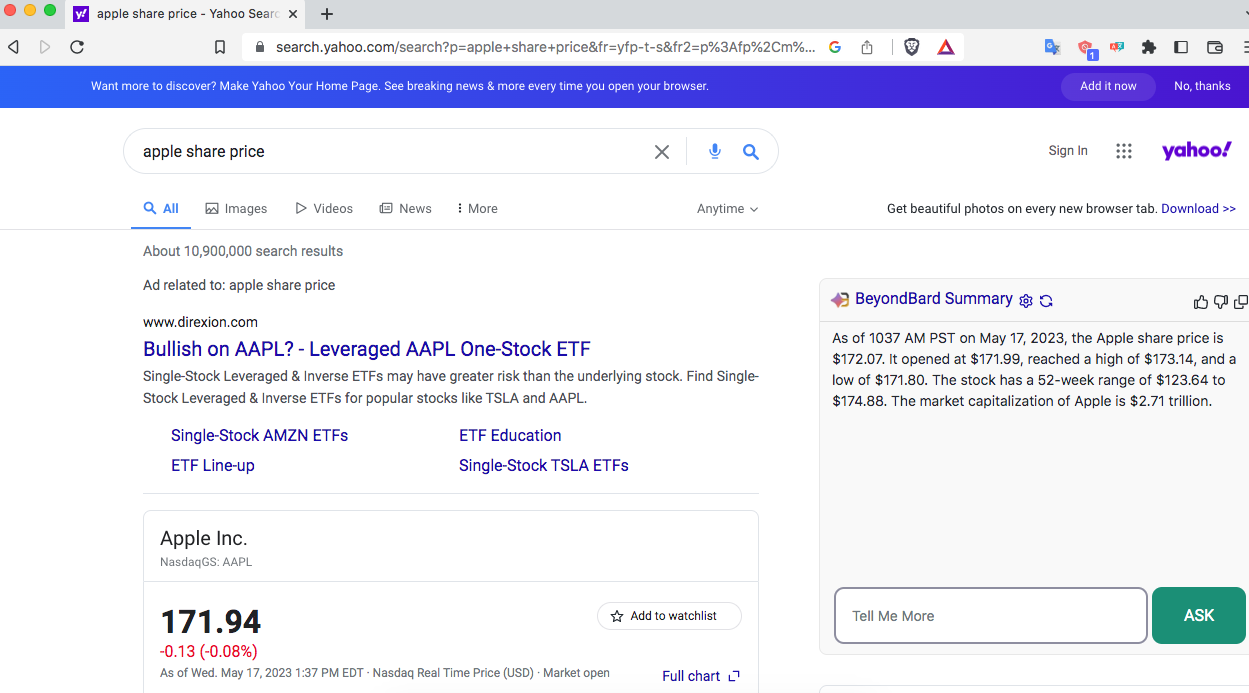 apple share price - Yahoo Searc
search.yahoo.com/search?p=apple+share+price&fr=yfp-t-s&fr2=p%3Afp%2Cm%...
1
Want more to discover? Make Yahoo Your Home Page. See breaking news & more every time you open your browser.
Add it now
No, thanks
apple share price
Sign In
yahoo!
All
Images
Videos
News
More
Anytime
Get beautiful photos on every new browser tab. Download >>
About 10,900,000 search results
Ad related to: apple share price
www.direxion.com
Bullish on AAPL? - Leveraged AAPL One-Stock ETF
Single-Stock Leveraged & Inverse ETFs may have greater risk than the underlying stock. Find Single-
Stock Leveraged & Inverse ETFs for popular stocks like TSLA and AAPL.
Single-Stock AMZN ETFs
ETF Education
ETF Line-up
Single-Stock TSLA ETFs
Apple Inc.
NasdaqGS: AAPL
171.94
Add to watchlist
-0.13 (-0.08%)
As of Wed. May 17, 2023 1:37 PM EDT · Nasdaq Real Time Price (USD) · Market open
Full chart
BeyondBard Summary
As of 1037 AM PST on May 17, 2023, the Apple share price is
$172.07. It opened at $171.99, reached a high of $173.14, and a
low of $171.80. The stock has a 52-week range of $123.64 to
$174.88. The market capitalization of Apple is $2.71 trillion.
Tell Me More
ASK